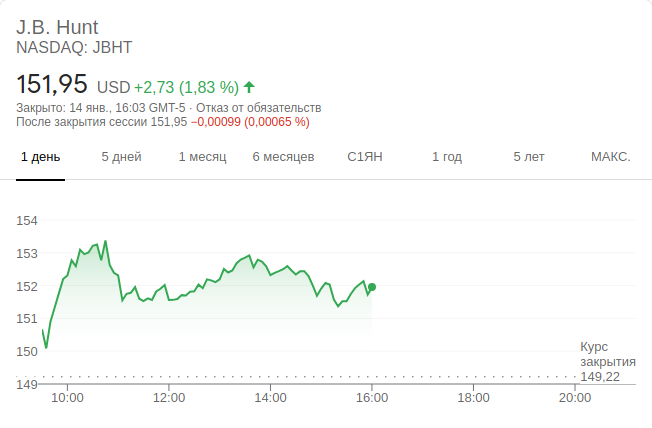 J.B. Hunt
NASDAQ: JBHT
151,95 USD +2,73 (1,83 %)
Закрыто: 14 янв., 16:03 GMT-5 · Отказ от обязательств
После закрытия сессии 151,95 −0,00099 (0,00065 %)
1 день 5 дней 1 месяц 6 месяцев С1ЯН 1 год 5 лет МАКС.
154
153
152
151
150
149
Курс
закрытия
149,22
10:00 12:00 14:00 16:00 18:00 20:00